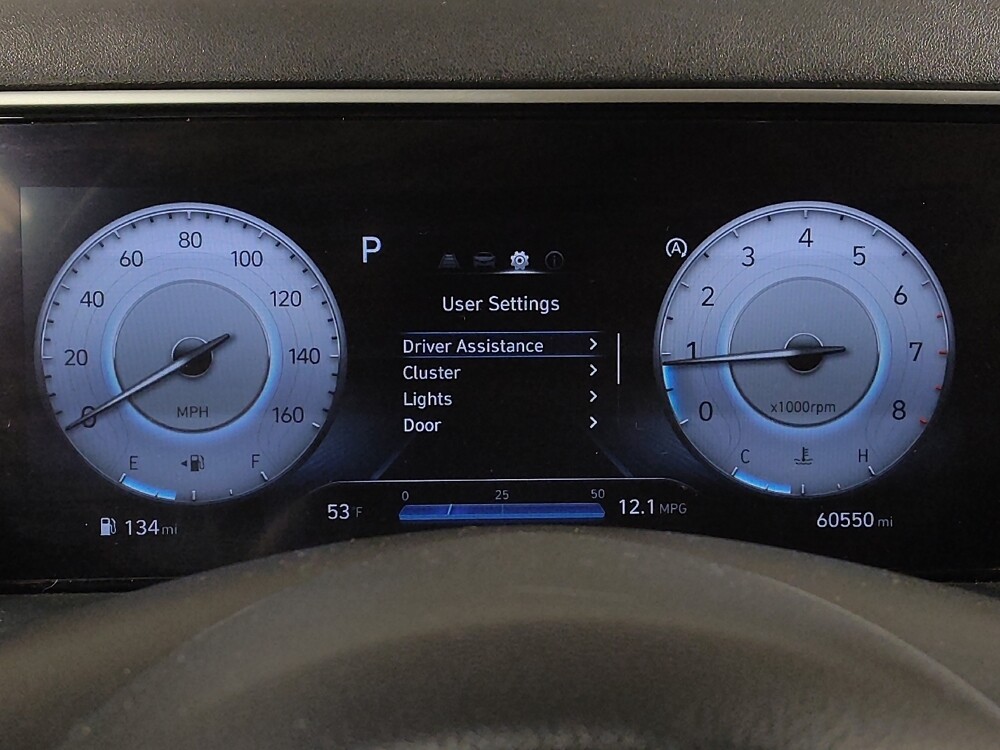 0
20
40
60
80
100
120
140
160
MPH
E
F
134 mi
P
User Settings
Driver Assistance
Cluster
Lights
Door
53°F
0 25 50
12.1 MPG
A
0
1
2
3
4
5
6
7
8
x1000rpm
C
H
60550 mi